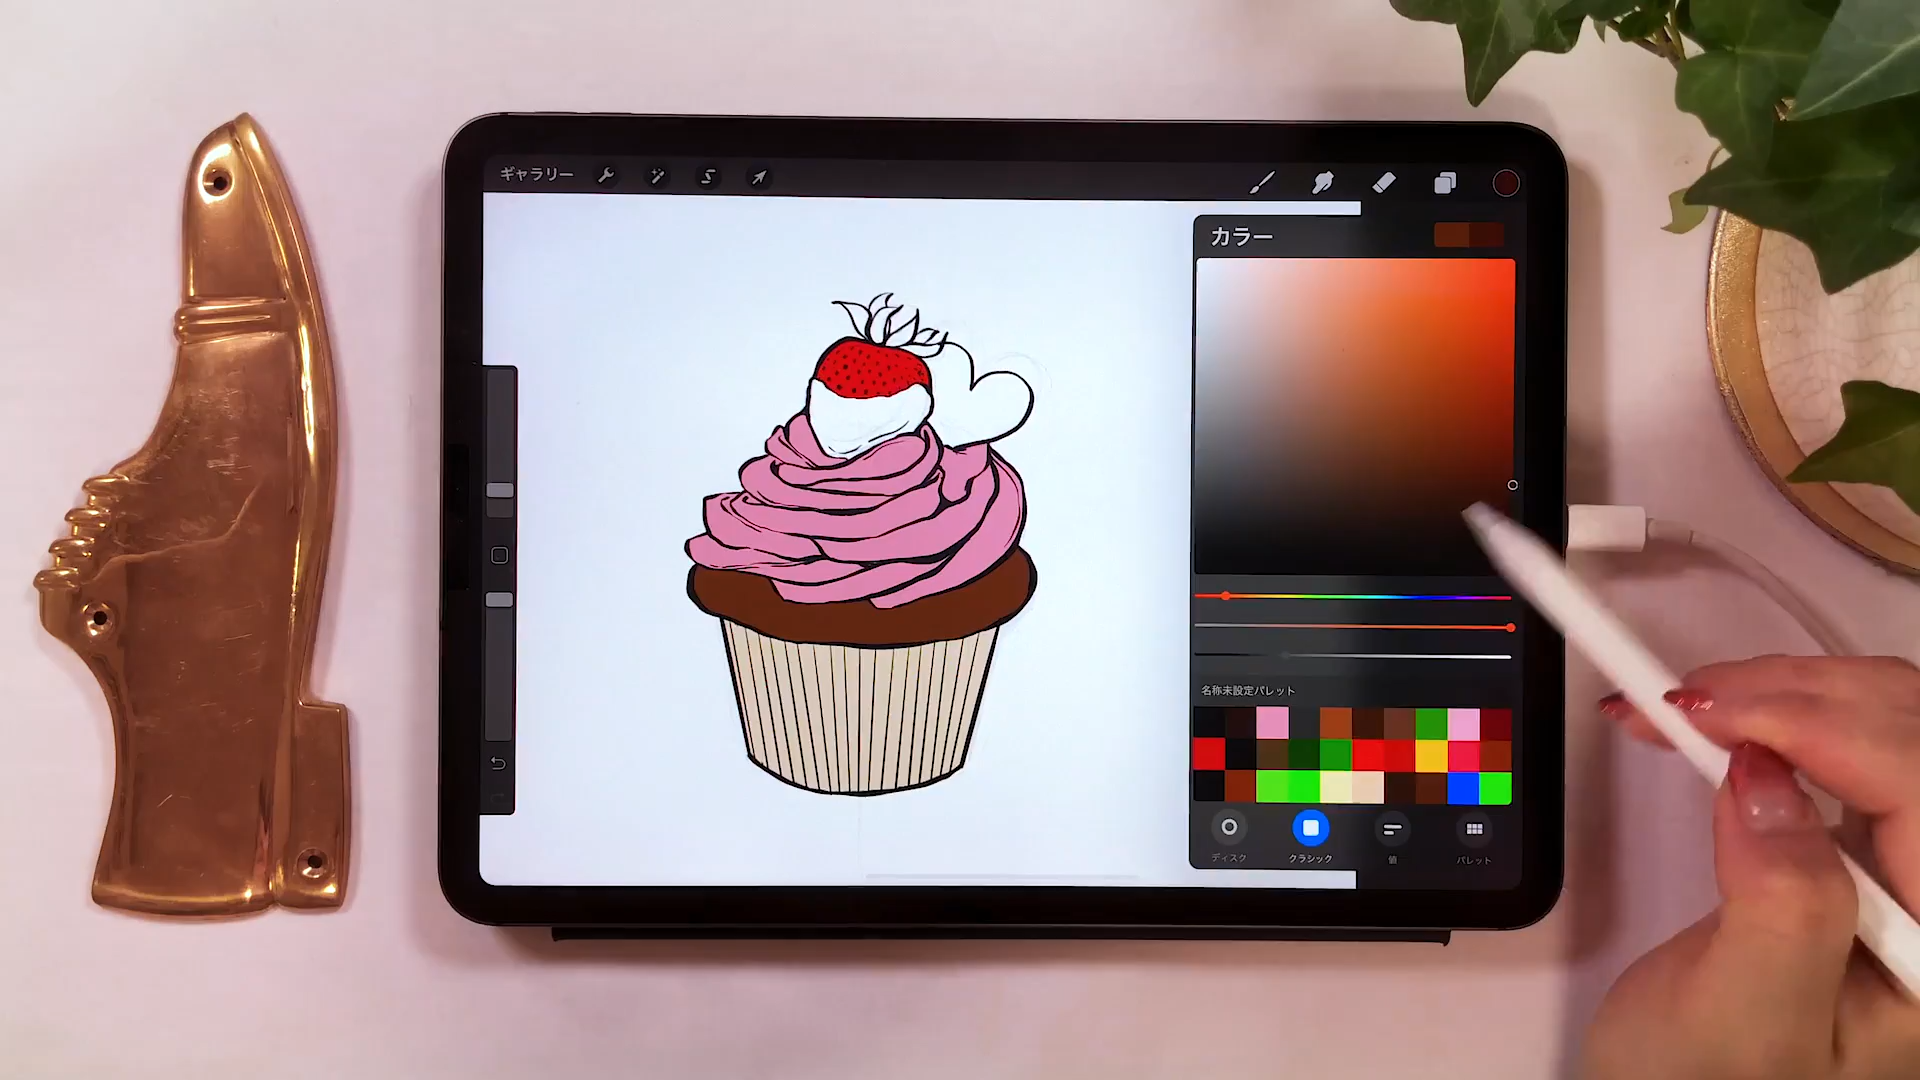 ギャラリー
カラー
名称未設定パレット
ディスク
クラシック
値
パレット